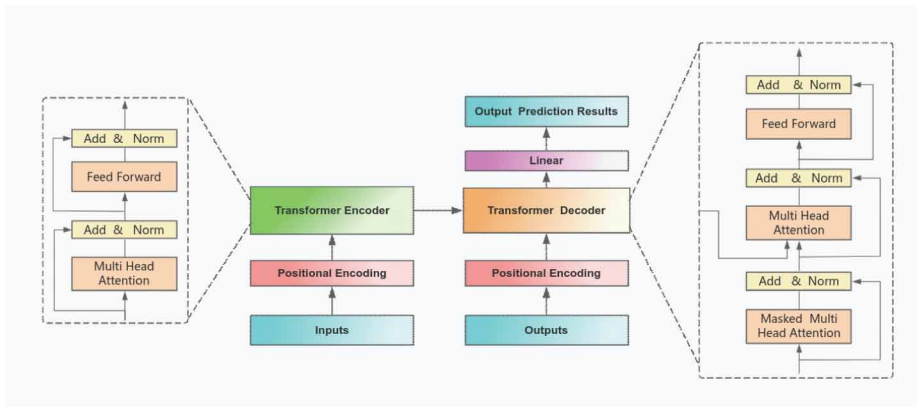 Add & Norm
Feed Forward
Add & Norm
Multi Head
Attention
Transformer Encoder
Positional Encoding
Inputs
Output Prediction Results
Linear
Transformer Decoder
Positional Encoding
Outputs
Add & Norm
Feed Forward
Add & Norm
Multi Head
Attention
Add & Norm
Masked Multi
Head Attention